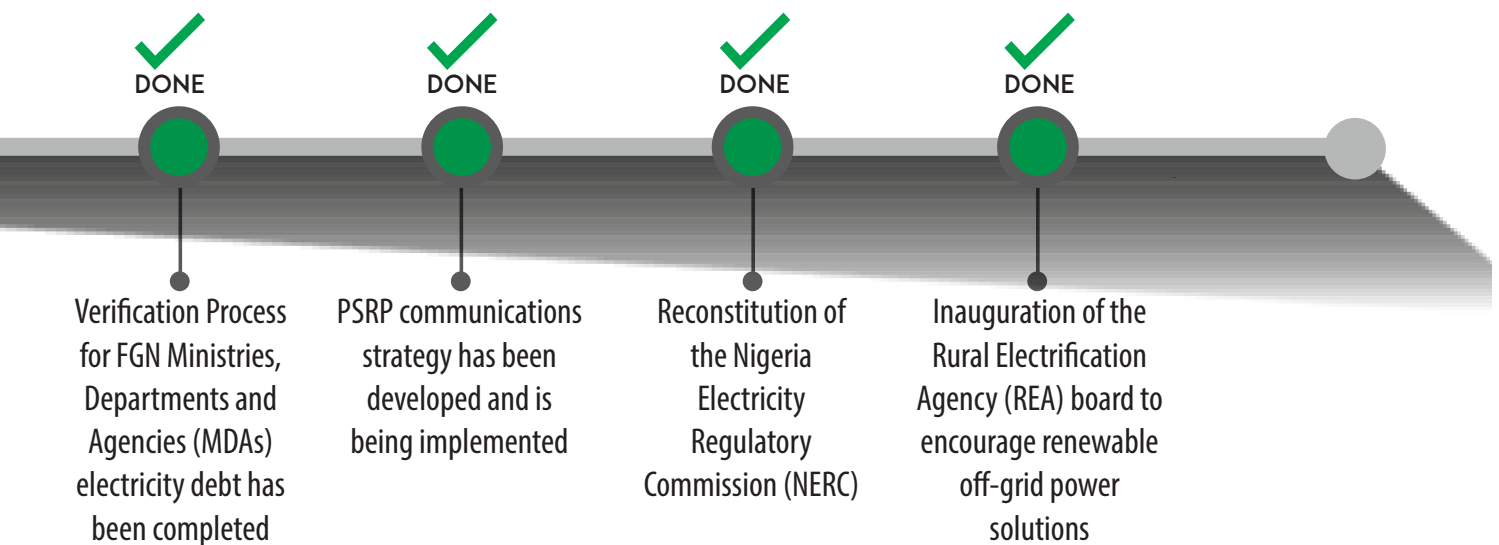 DONE
DONE
DONE
DONE
Verification Process
for FGN Ministries,
Departments and
Agencies (MDAs)
electricity debt has
been completed
PSRP communications
strategy has been
developed and is
being implemented
Reconstitution of
the Nigeria
Electricity
Regulatory
Commission (NERC)
Inauguration of the
Rural Electrification
Agency (REA) board to
encourage renewable
off-grid power
solutions